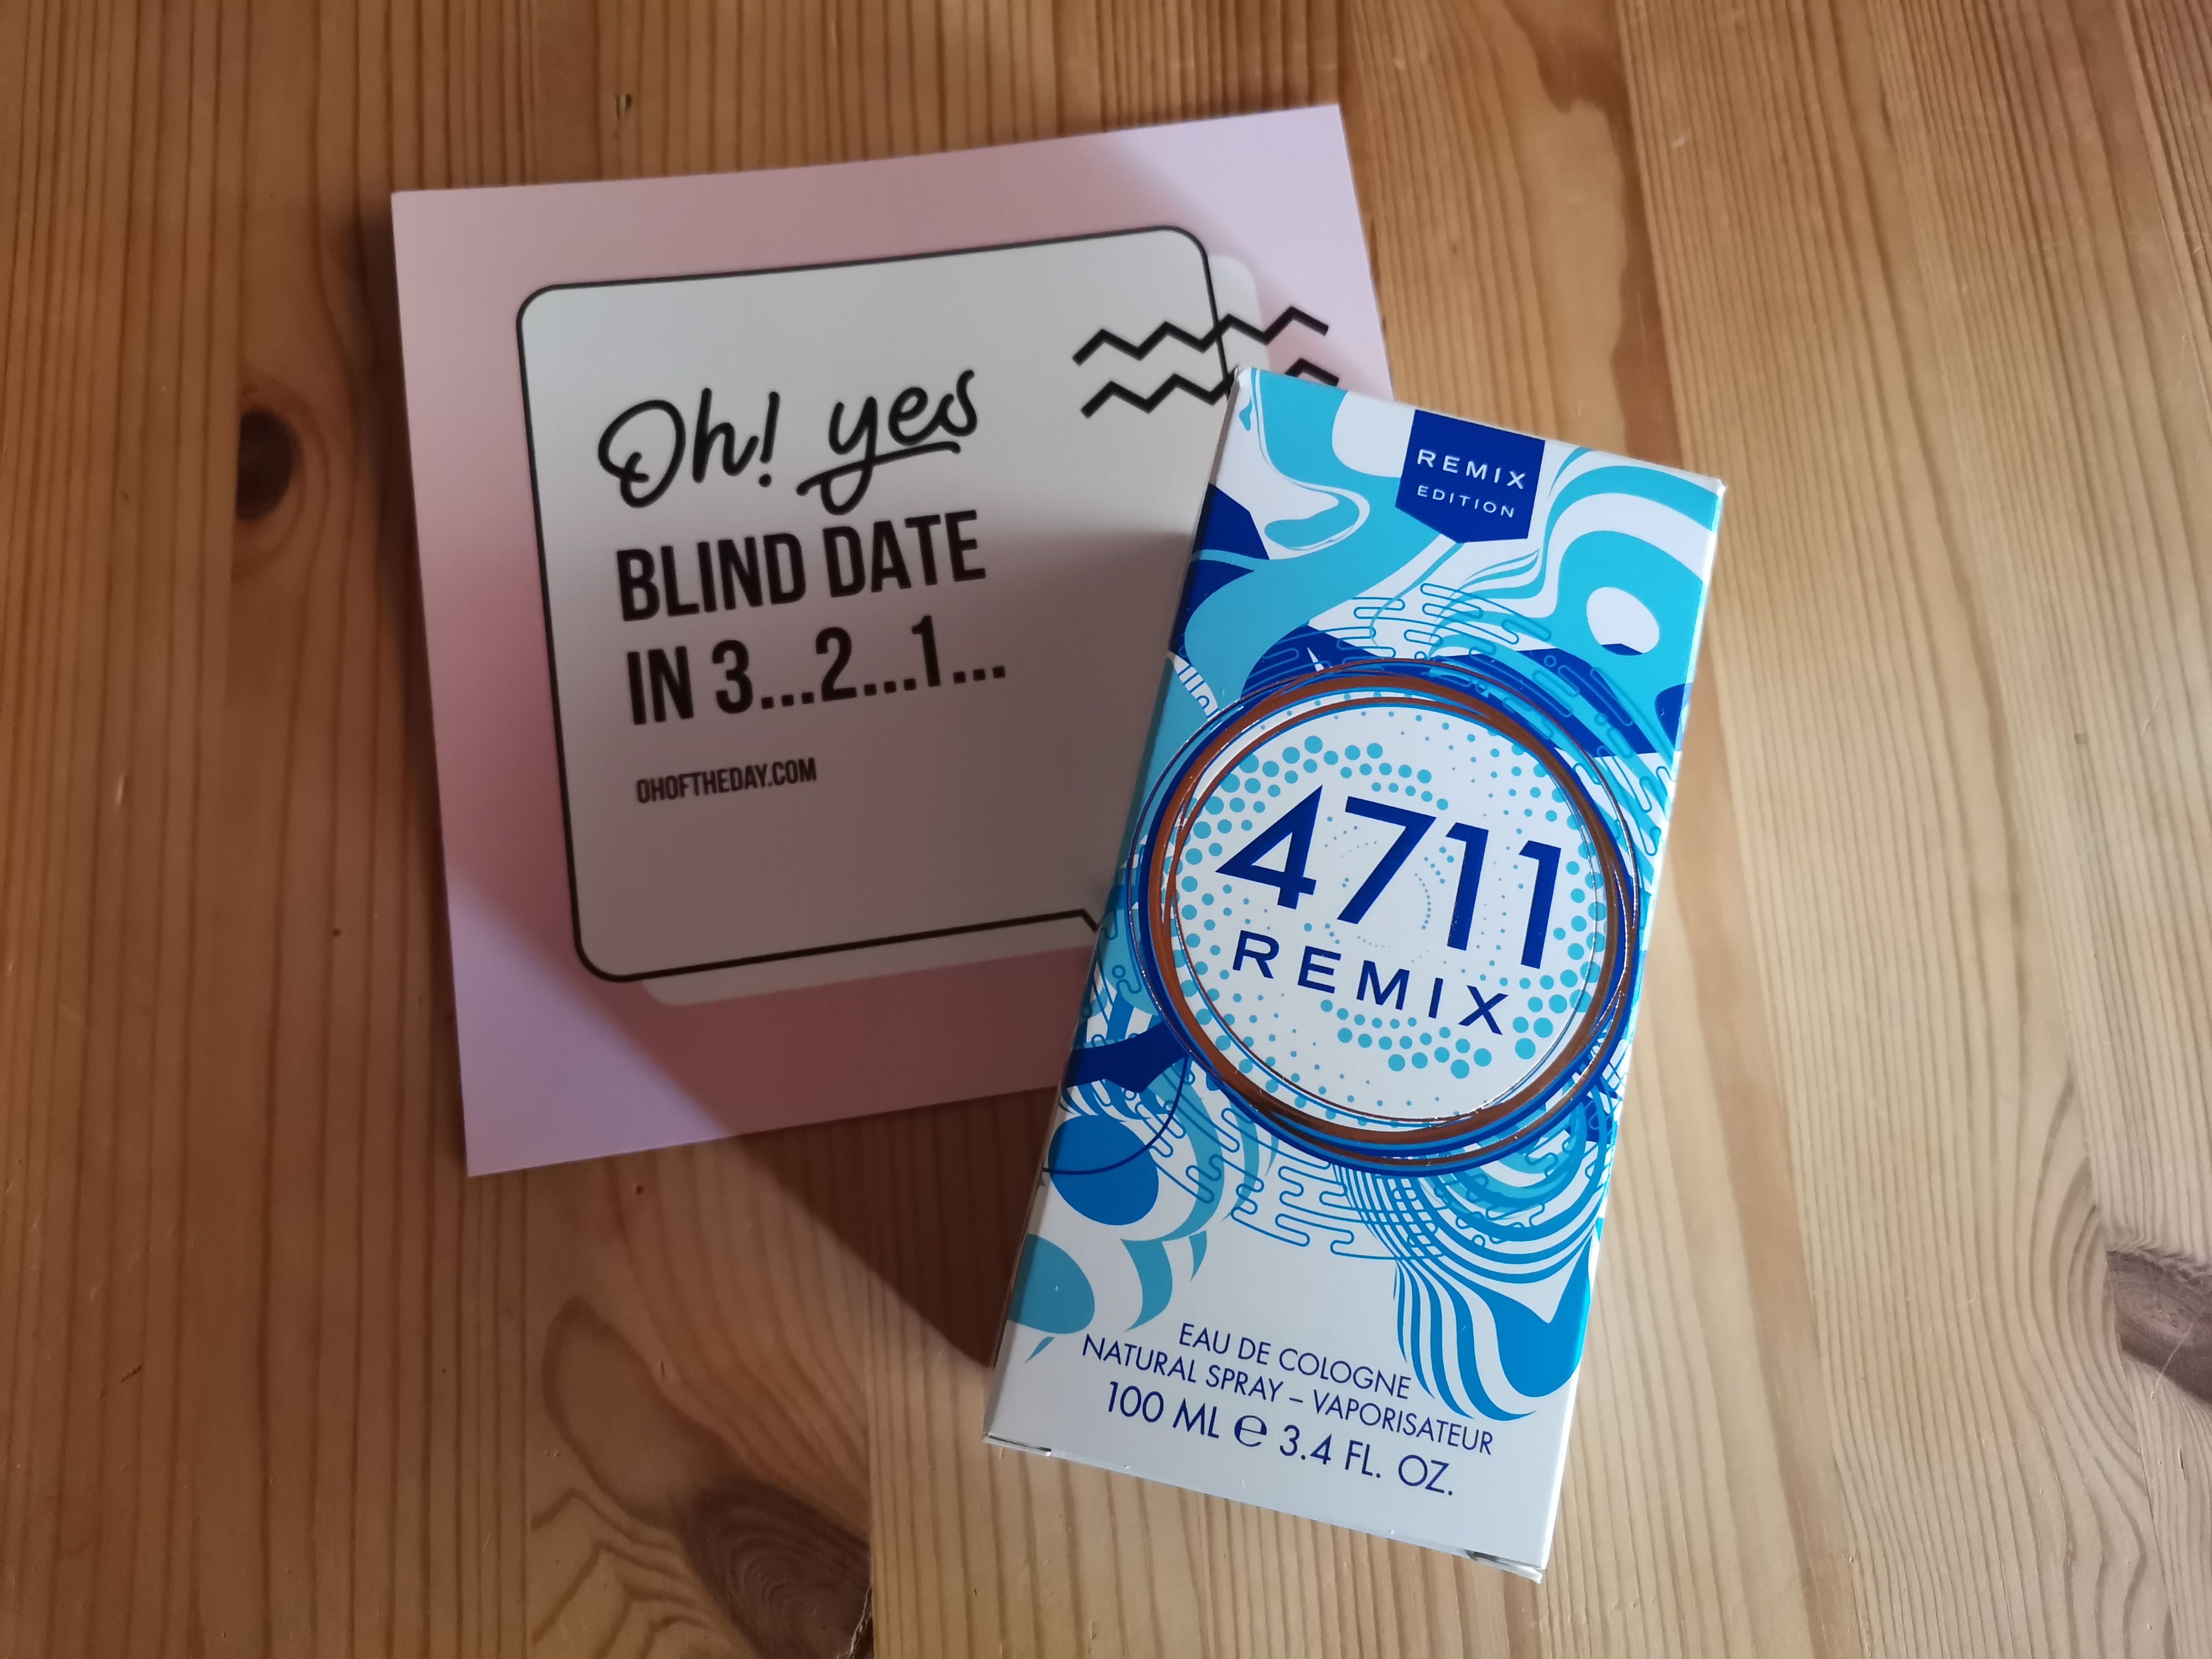 Oh! yes
BLIND DATE
IN 3...2...1...
OHOFTHEDAY.COM
REMIX
EDITION
4711
REMIX
EAU DE COLOGNE
NATURAL SPRAY – VAPORISATEUR
100 ML ℮ 3.4 FL. OZ.